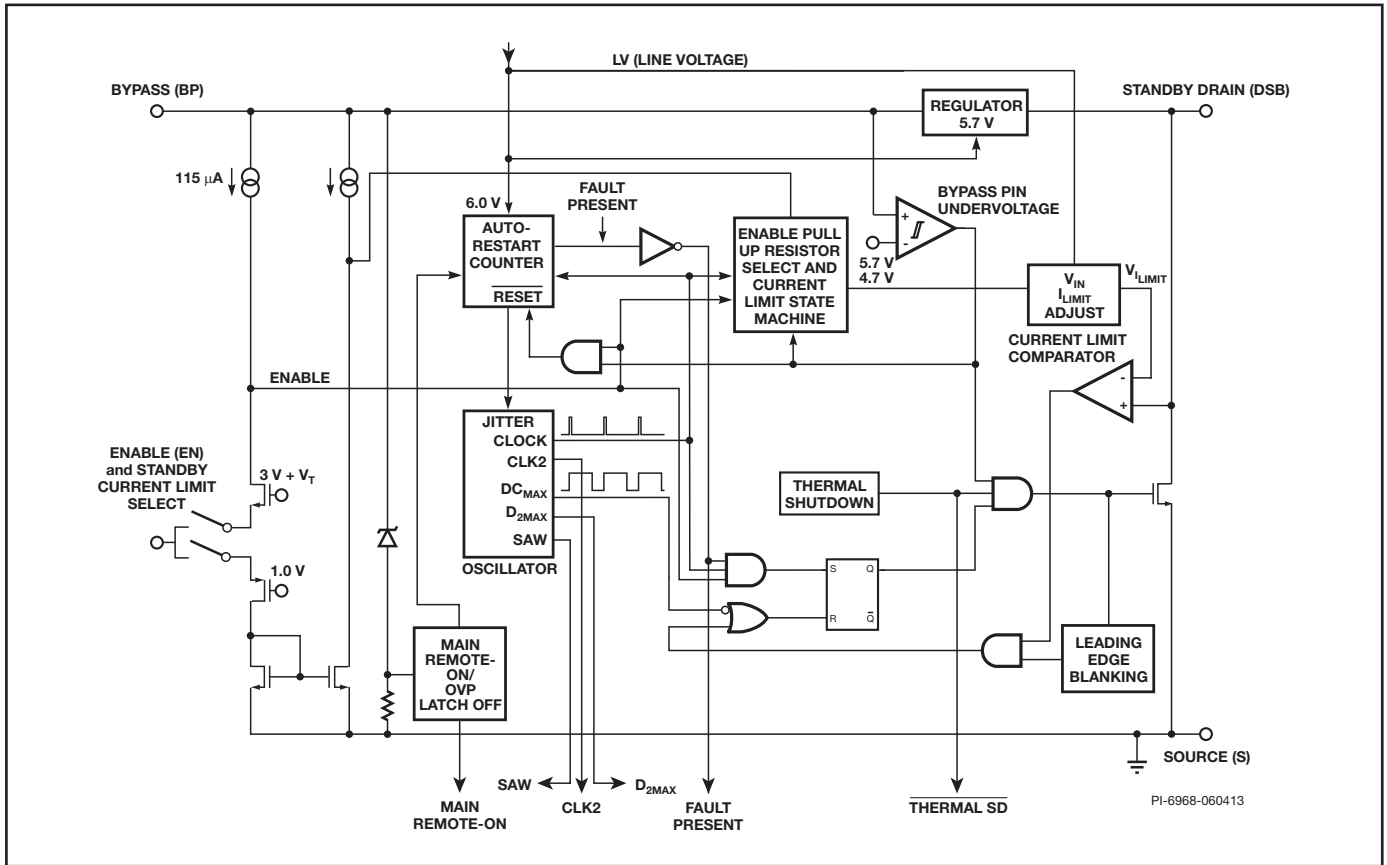 LV (LINE VOLTAGE)
BYPASS (BP)
REGULATOR
5.7 V
STANDBY DRAIN (DSB)
115 μA
6.0 V
FAULT
PRESENT
AUTO-
RESTART
COUNTER
RESET
ENABLE PULL
UP RESISTOR
SELECT AND
CURRENT
LIMIT STATE
MACHINE
BYPASS PIN
UNDERVOLTAGE
+
-
5.7 V
4.7 V
VIN
ILIMIT
ADJUST
VILIMIT
CURRENT LIMIT
COMPARATOR
-
+
ENABLE
JITTER
CLOCK
CLK2
DCMAX
D2MAX
SAW
OSCILLATOR
ENABLE (EN)
and STANDBY
CURRENT LIMIT
SELECT
3 V + VT
1.0 V
THERMAL
SHUTDOWN
S Q
R Q̅
MAIN
REMOTE-
ON/
OVP
LATCH OFF
LEADING
EDGE
BLANKING
SOURCE (S)
SAW
CLK2
D2MAX
MAIN
REMOTE-ON
FAULT
PRESENT
THERMAL SD
PI-6968-060413